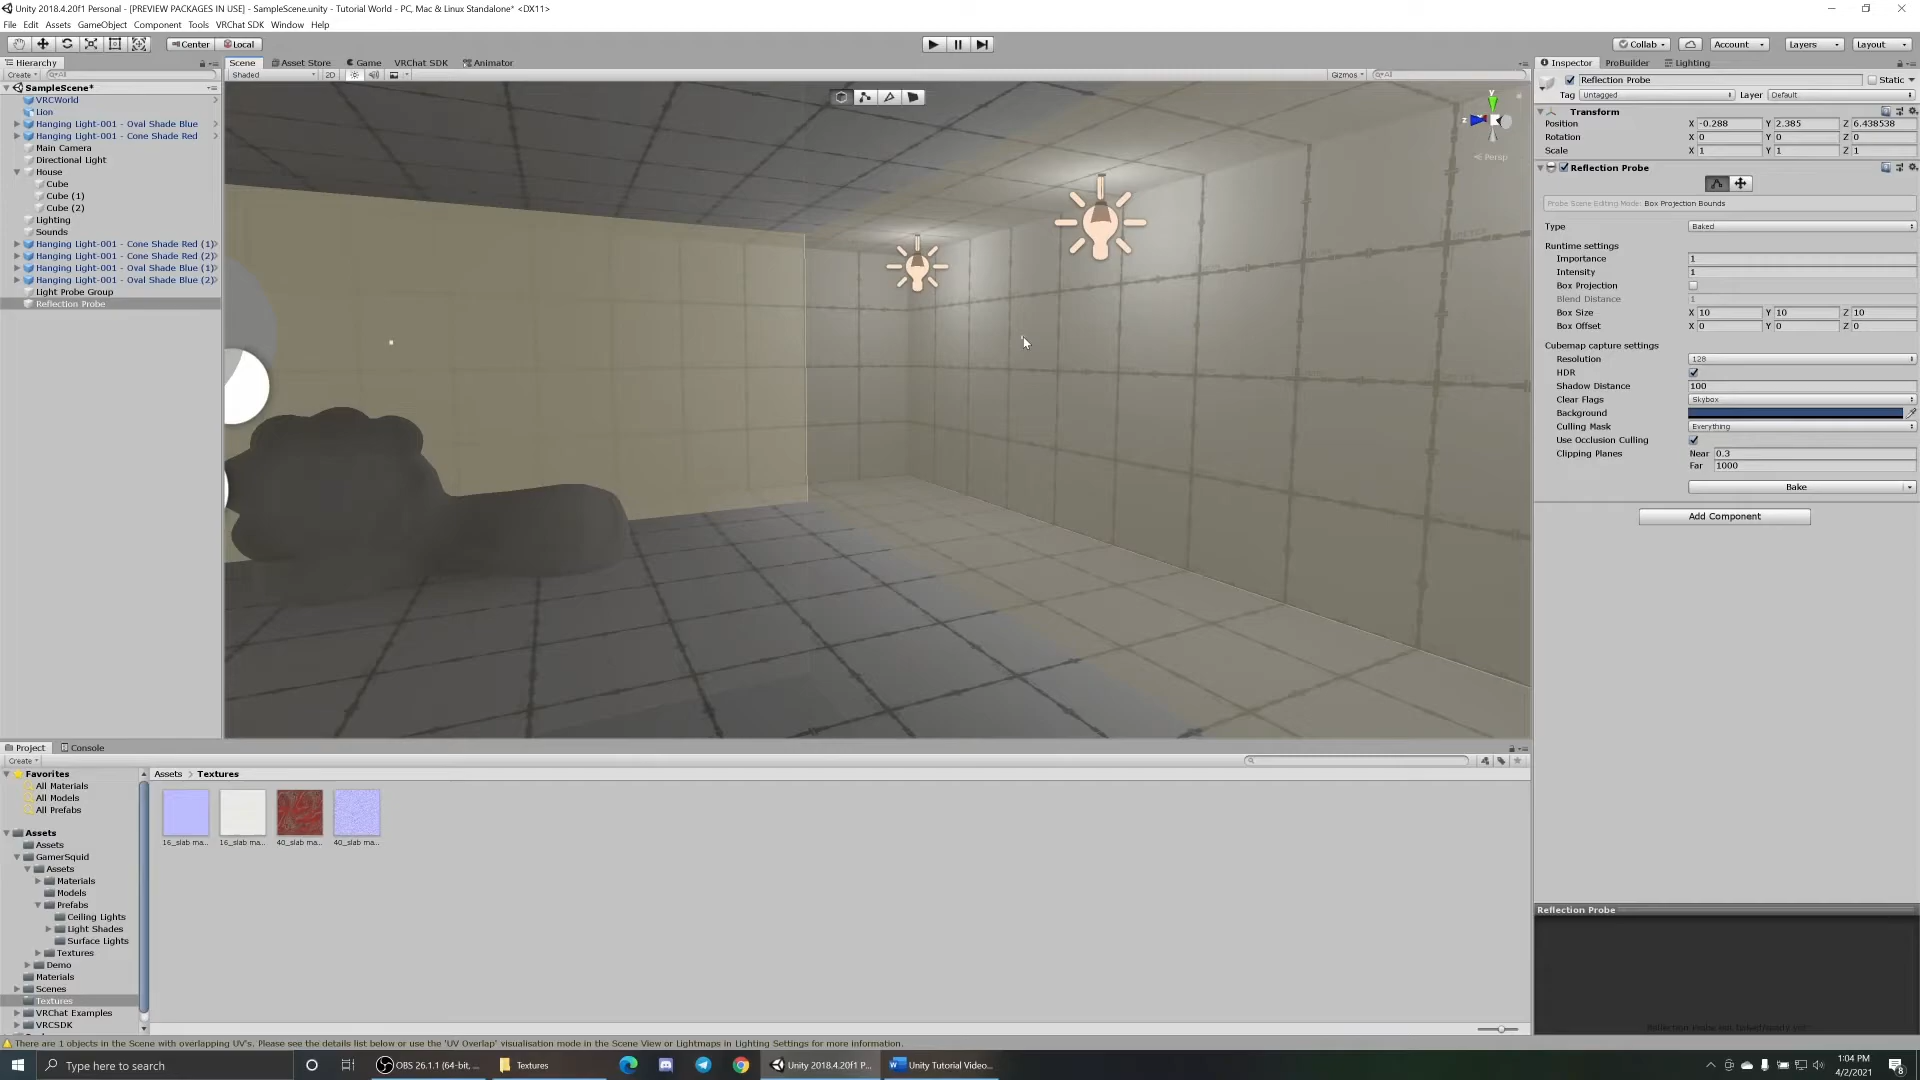 Unity 2018.4.20f1 Personal - [PREVIEW PACKAGES IN USE] - SampleScene.unity - Tutorial World - PC, Mac & Linux Standalone* <DX11>
File Edit Assets GameObject Component Tools VRChat SDK Window Help
Center Local Collab Account Layers Layout
Hierarchy Scene Asset Store Game VRChat SDK Animator Inspector ProBuilder Lighting
Create All Shaded 2D Gizmos All
SampleScene*
VRCWorld
Lion
Hanging Light-001 - Oval Shade Blue
Hanging Light-001 - Cone Shade Red
Main Camera
Directional Light
House
Cube
Cube (1)
Cube (2)
Lighting
Sounds
Hanging Light-001 - Cone Shade Red (1)
Hanging Light-001 - Cone Shade Red (2)
Hanging Light-001 - Oval Shade Blue (1)
Hanging Light-001 - Oval Shade Blue (2)
Light Probe Group
Reflection Probe
y
z
Persp
Reflection Probe Static
Tag Untagged Layer Default
Transform
Position X -0.288 Y 2.385 Z 6.438538
Rotation X 0 Y 0 Z 0
Scale X 1 Y 1 Z 1
Reflection Probe
Probe Scene Editing Mode: Box Projection Bounds
Type Baked
Runtime settings
Importance 1
Intensity 1
Box Projection
Blend Distance 1
Box Size X 10 Y 10 Z 10
Box Offset X 0 Y 0 Z 0
Cubemap capture settings
Resolution 128
HDR
Shadow Distance 100
Clear Flags Skybox
Background
Culling Mask Everything
Use Occlusion Culling
Clipping Planes Near 0.3
Far 1000
Bake
Add Component
Reflection Probe
Project Console
Create
Favorites
All Materials
All Models
All Prefabs
Assets
Assets
GamerSquid
Assets
Materials
Models
Prefabs
Ceiling Lights
Light Shades
Surface Lights
Textures
Demo
Materials
Scenes
Textures
VRChat Examples
VRCSDK
Assets > Textures
16_slab ma... 16_slab ma... 40_slab ma... 40_slab ma...
There are 1 objects in the Scene with overlapping UV's. Please see the details list below or use the 'UV Overlap' visualisation mode in the Scene View or Lightmaps in Lighting Settings for more information.
Type here to search OBS 26.1.1 (64-bit, ... Textures Unity 2018.4.20f1 P... Unity Tutorial Video... 1:04 PM
4/2/2021
8